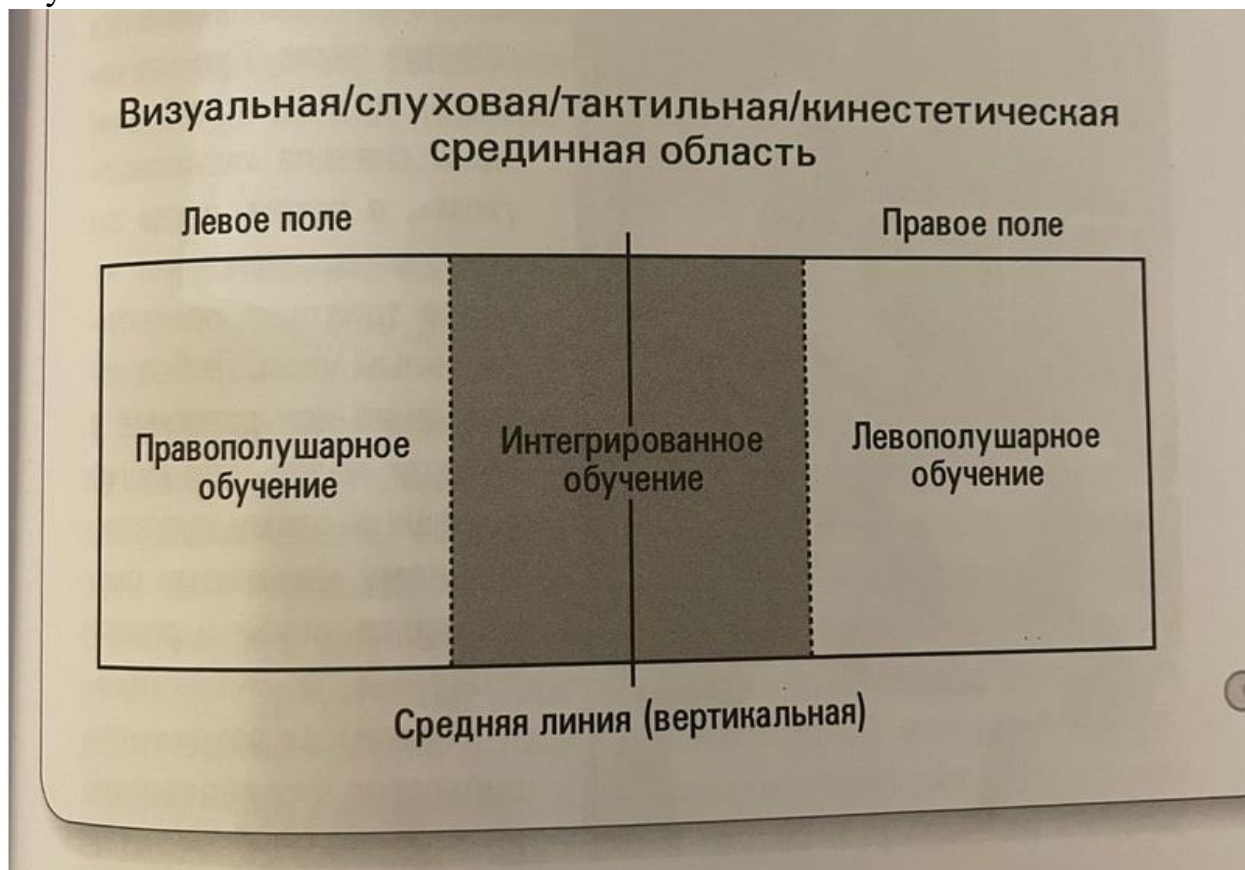 Визуальная/слуховая/тактильная/кинестетическая
срединная область
Левое поле
Правое поле
Правополушарное
обучение
Интегрированное
обучение
Левополушарное
обучение
Средняя линия (вертикальная)